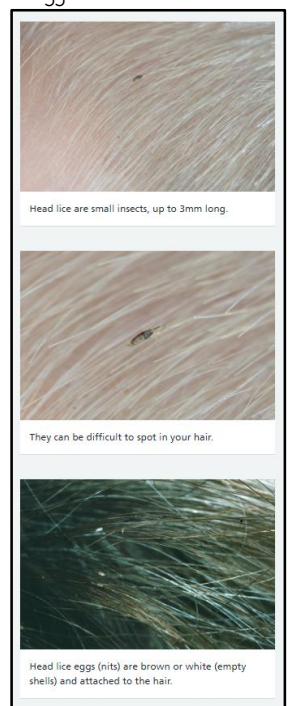 Head lice are small insects, up to 3mm long.
They can be difficult to spot in your hair.
Head lice eggs (nits) are brown or white (empty
shells) and attached to the hair.